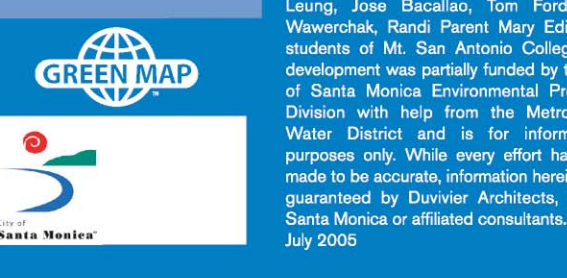 GREEN MAP
™
City of
Santa Monica
Leung, Jose Bacallao, Tom Ford
Wawerchak, Randi Parent Mary Edi
students of Mt. San Antonio Colleg
development was partially funded by t
of Santa Monica Environmental Pro
Division with help from the Metro
Water District and is for inform
purposes only. While every effort ha
made to be accurate, information herei
guaranteed by Duvivier Architects,
Santa Monica or affiliated consultants.
July 2005